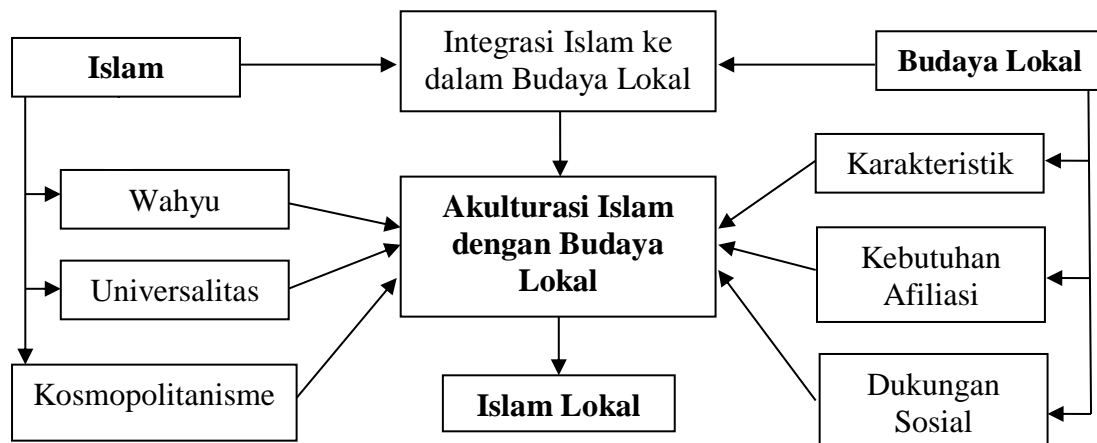 Islam
Integrasi Islam ke
dalam Budaya Lokal
Budaya Lokal
Wahyu
Universalitas
Kosmopolitanisme
Akulturasi Islam
dengan Budaya
Lokal
Islam Lokal
Karakteristik
Kebutuhan
Afiliasi
Dukungan
Sosial